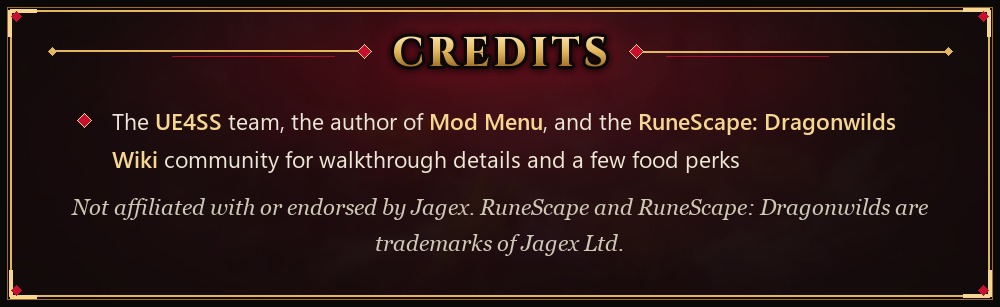 CREDITS
The UE4SS team, the author of Mod Menu, and the RuneScape: Dragonwilds
Wiki community for walkthrough details and a few food perks
Not affiliated with or endorsed by Jagex. RuneScape and RuneScape: Dragonwilds are
trademarks of Jagex Ltd.